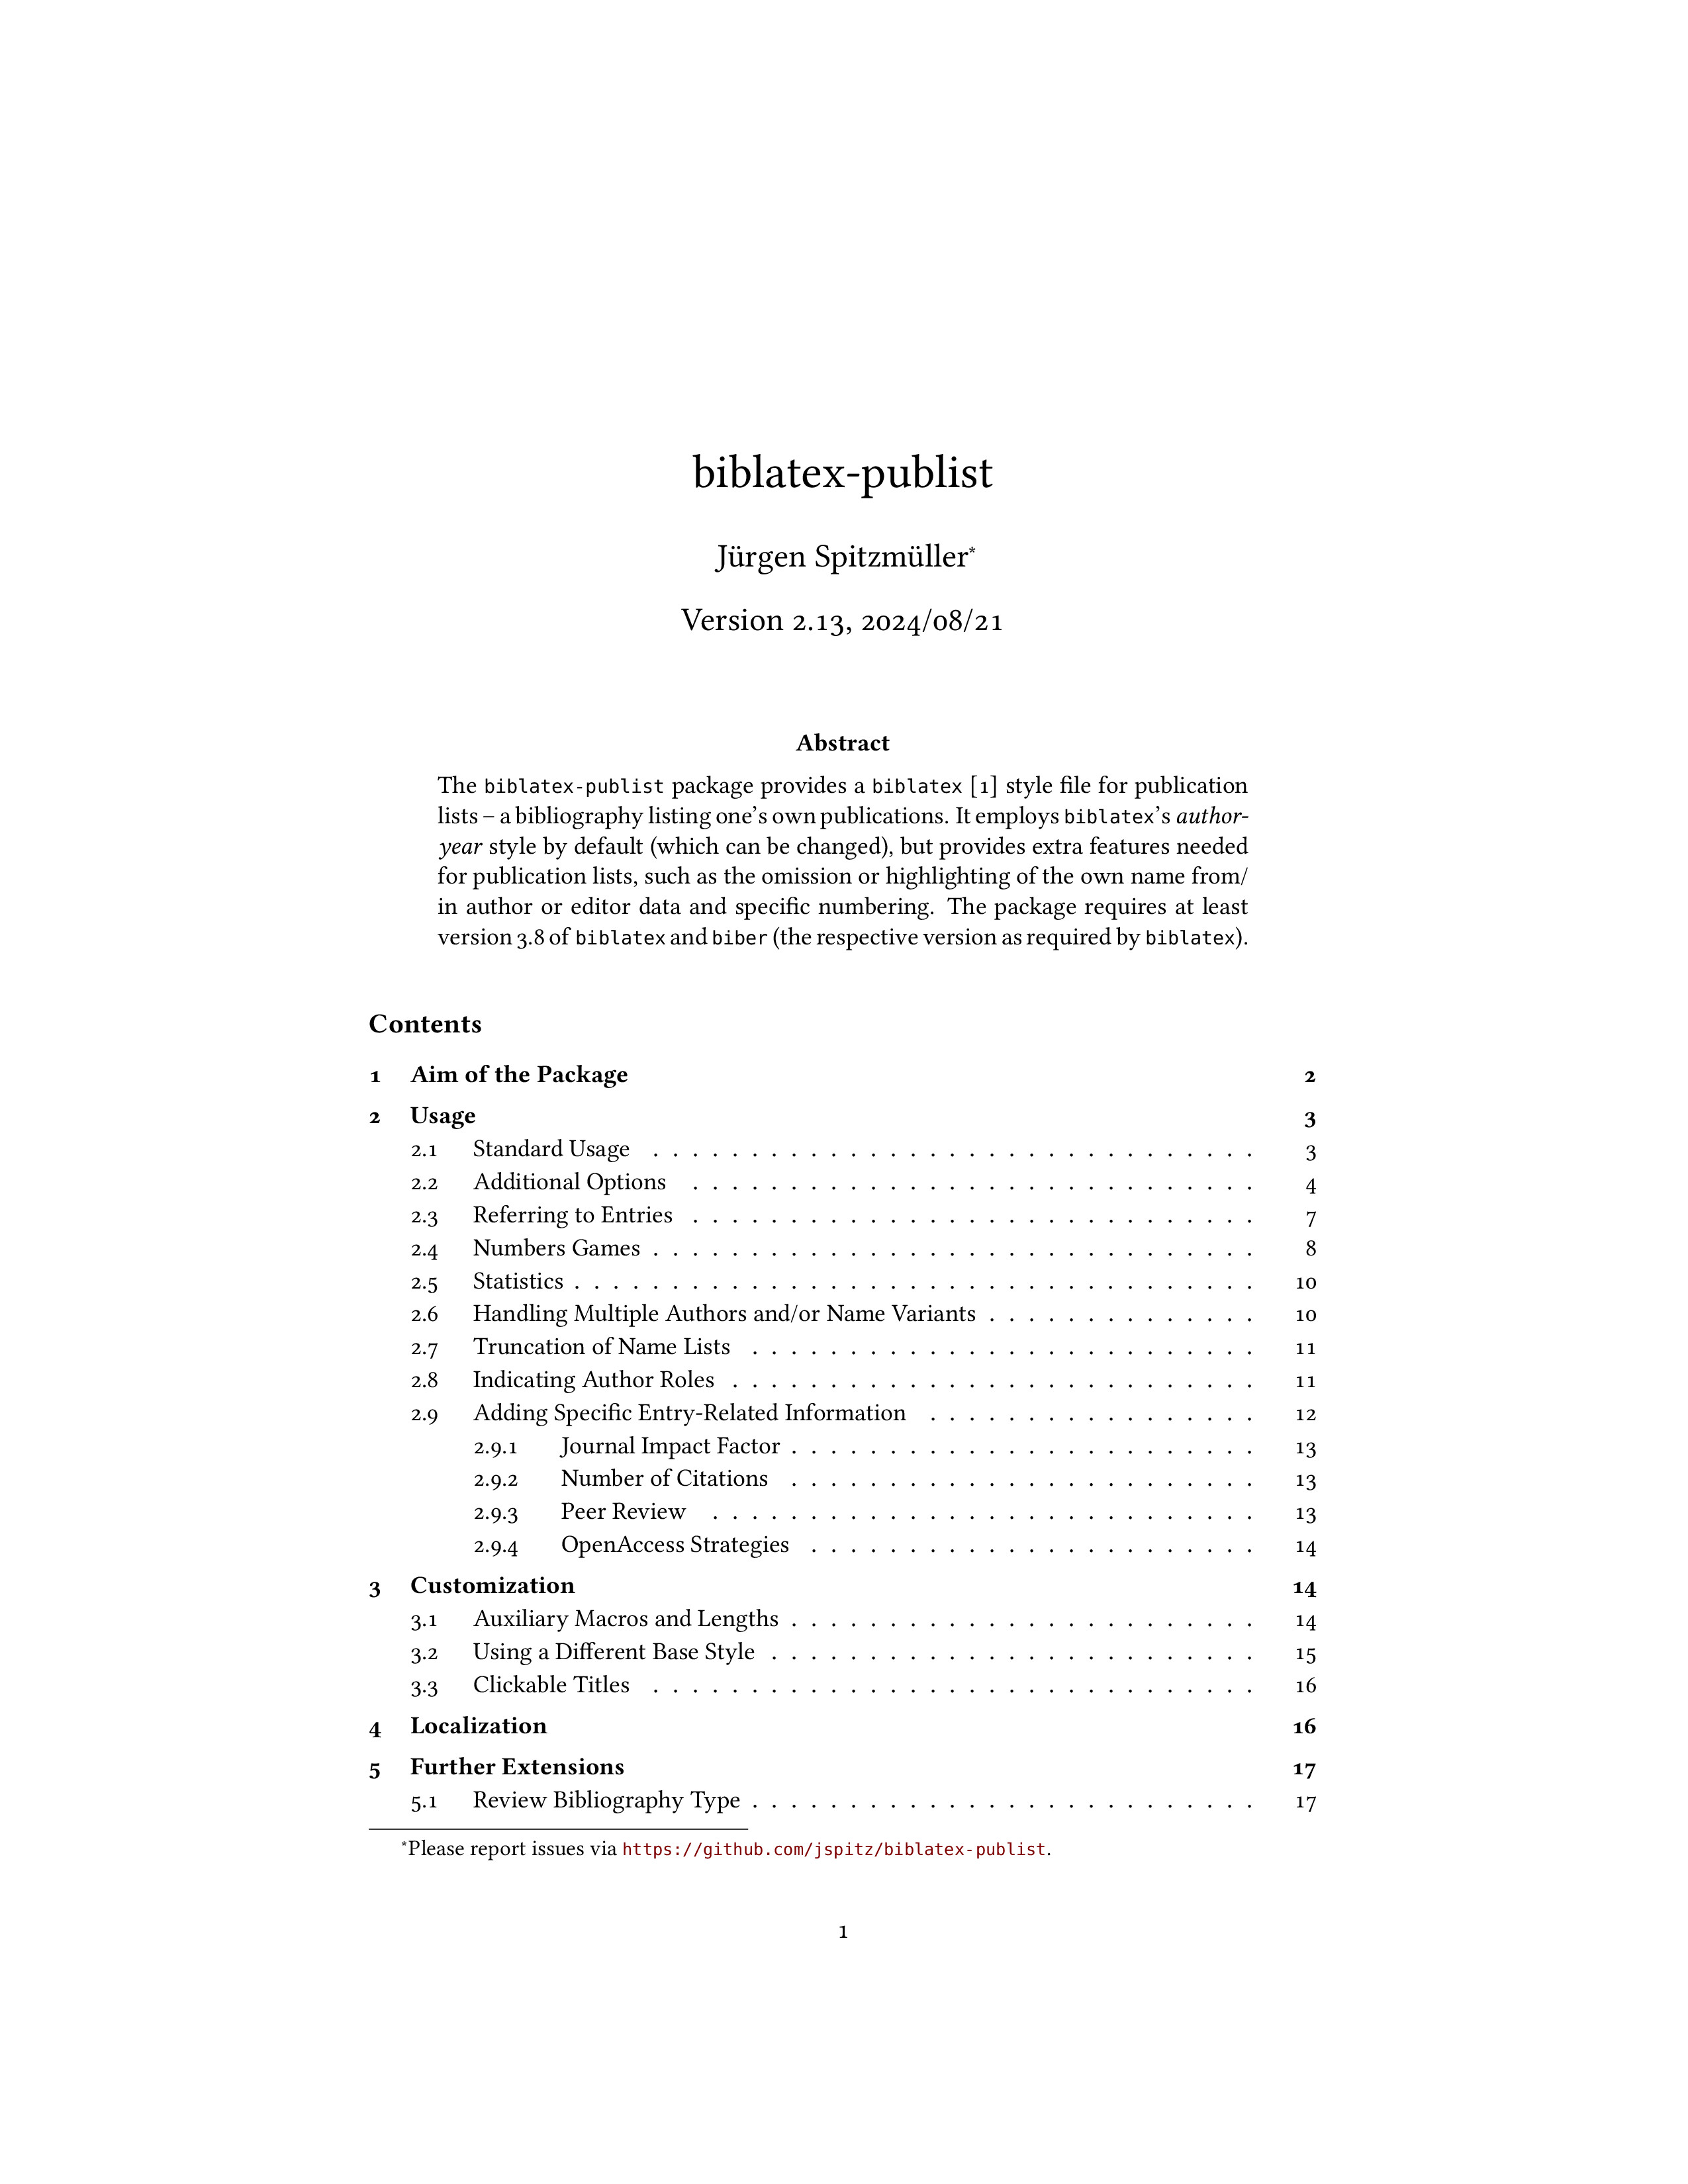 biblatex-publist
Jürgen Spitzmüller*
Version 2.13, 2024/08/21
Abstract
The biblatex-publist package provides a biblatex [1] style file for publication
lists – a bibliography listing one’s own publications. It employs biblatex’s author-
year style by default (which can be changed), but provides extra features needed
for publication lists, such as the omission or highlighting of the own name from/
in author or editor data and specific numbering. The package requires at least
version 3.8 of biblatex and biber (the respective version as required by biblatex).
Contents
1 Aim of the Package 2
2 Usage 3
2.1 Standard Usage . . . . . . . . . . . . . . . . . . . . . . . . . . . . . . . 3
2.2 Additional Options . . . . . . . . . . . . . . . . . . . . . . . . . . . . . 4
2.3 Referring to Entries . . . . . . . . . . . . . . . . . . . . . . . . . . . . . 7
2.4 Numbers Games . . . . . . . . . . . . . . . . . . . . . . . . . . . . . . . 8
2.5 Statistics . . . . . . . . . . . . . . . . . . . . . . . . . . . . . . . . . . . 10
2.6 Handling Multiple Authors and/or Name Variants . . . . . . . . . . . . . . 10
2.7 Truncation of Name Lists . . . . . . . . . . . . . . . . . . . . . . . . . . 11
2.8 Indicating Author Roles . . . . . . . . . . . . . . . . . . . . . . . . . . . 11
2.9 Adding Specific Entry-Related Information . . . . . . . . . . . . . . . . . 12
2.9.1 Journal Impact Factor . . . . . . . . . . . . . . . . . . . . . . . . 13
2.9.2 Number of Citations . . . . . . . . . . . . . . . . . . . . . . . . 13
2.9.3 Peer Review . . . . . . . . . . . . . . . . . . . . . . . . . . . . 13
2.9.4 OpenAccess Strategies . . . . . . . . . . . . . . . . . . . . . . . 14
3 Customization 14
3.1 Auxiliary Macros and Lengths . . . . . . . . . . . . . . . . . . . . . . . . 14
3.2 Using a Different Base Style . . . . . . . . . . . . . . . . . . . . . . . . . 15
3.3 Clickable Titles . . . . . . . . . . . . . . . . . . . . . . . . . . . . . . . 16
4 Localization 16
5 Further Extensions 17
5.1 Review Bibliography Type . . . . . . . . . . . . . . . . . . . . . . . . . . 17
*Please report issues via https://github.com/jspitz/biblatex-publist.
1